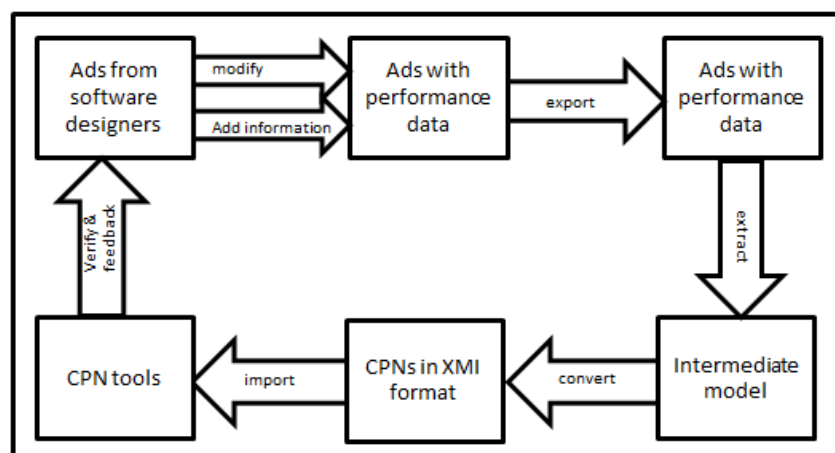 Ads from
software
designers
modify
Add information
Ads with
performance
data
export
Ads with
performance
data
extract
Intermediate
model
convert
CPNs in XMI
format
import
CPN tools
Verify &
feedback